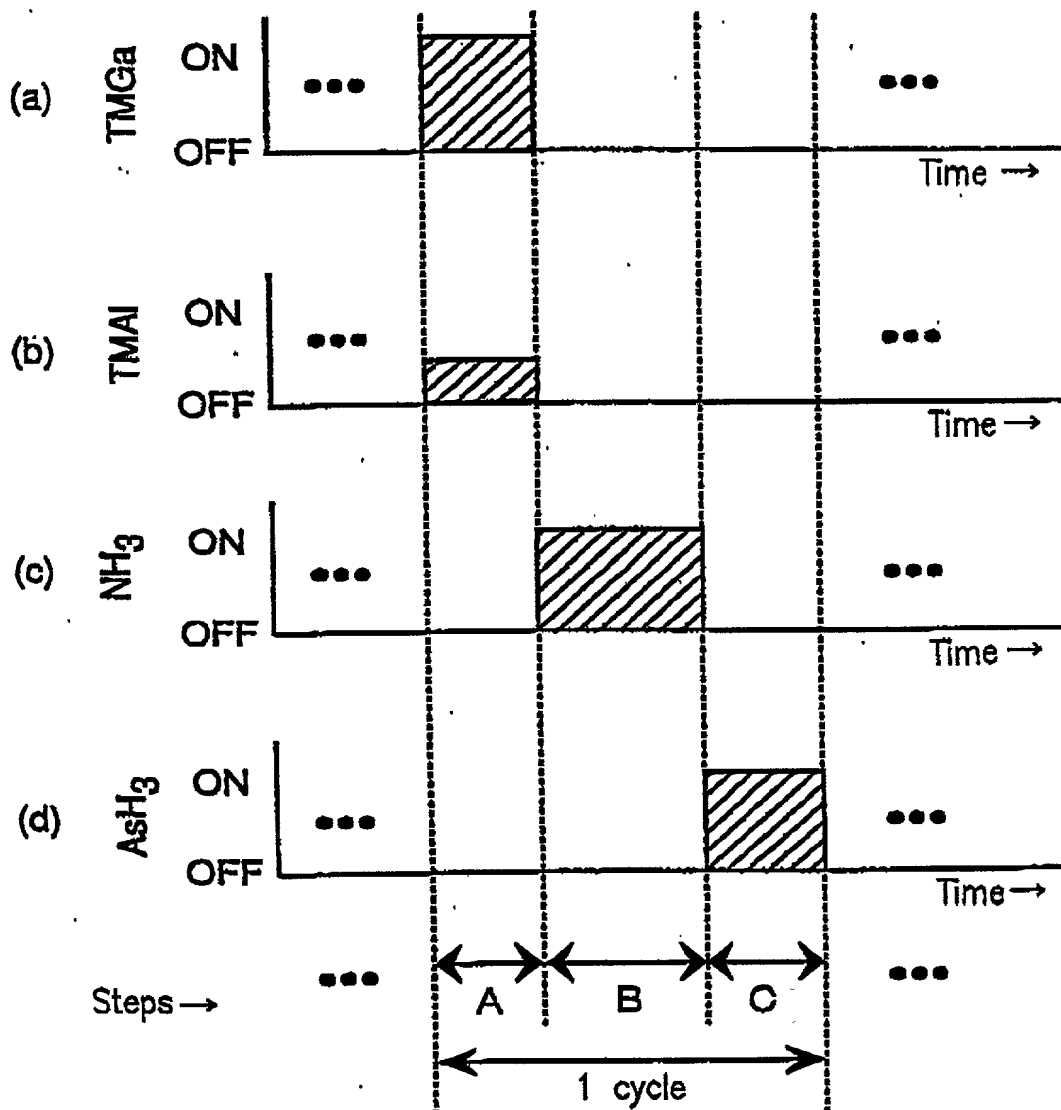 (a) TMGa ON
OFF
Time →
(b) TMAl ON
OFF
Time →
(c) NH3 ON
OFF
Time →
(d) AsH3 ON
OFF
Time →
Steps → A B C
1 cycle